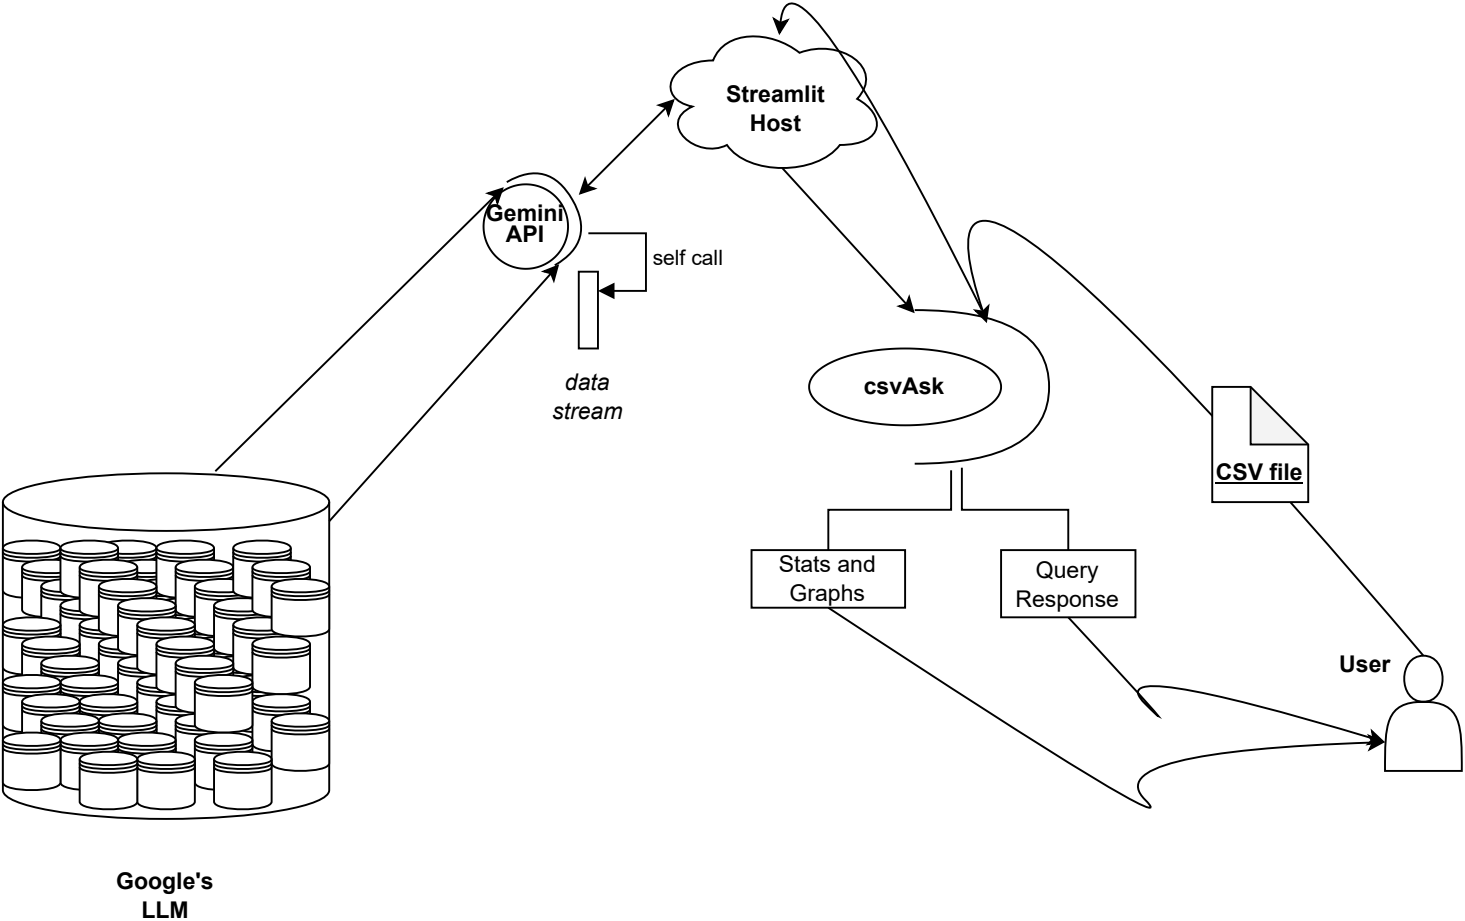 Streamlit
Host
Gemini
API
self call
data
stream
csvAsk
CSV file
Stats and
Graphs
Query
Response
User
Google's
LLM